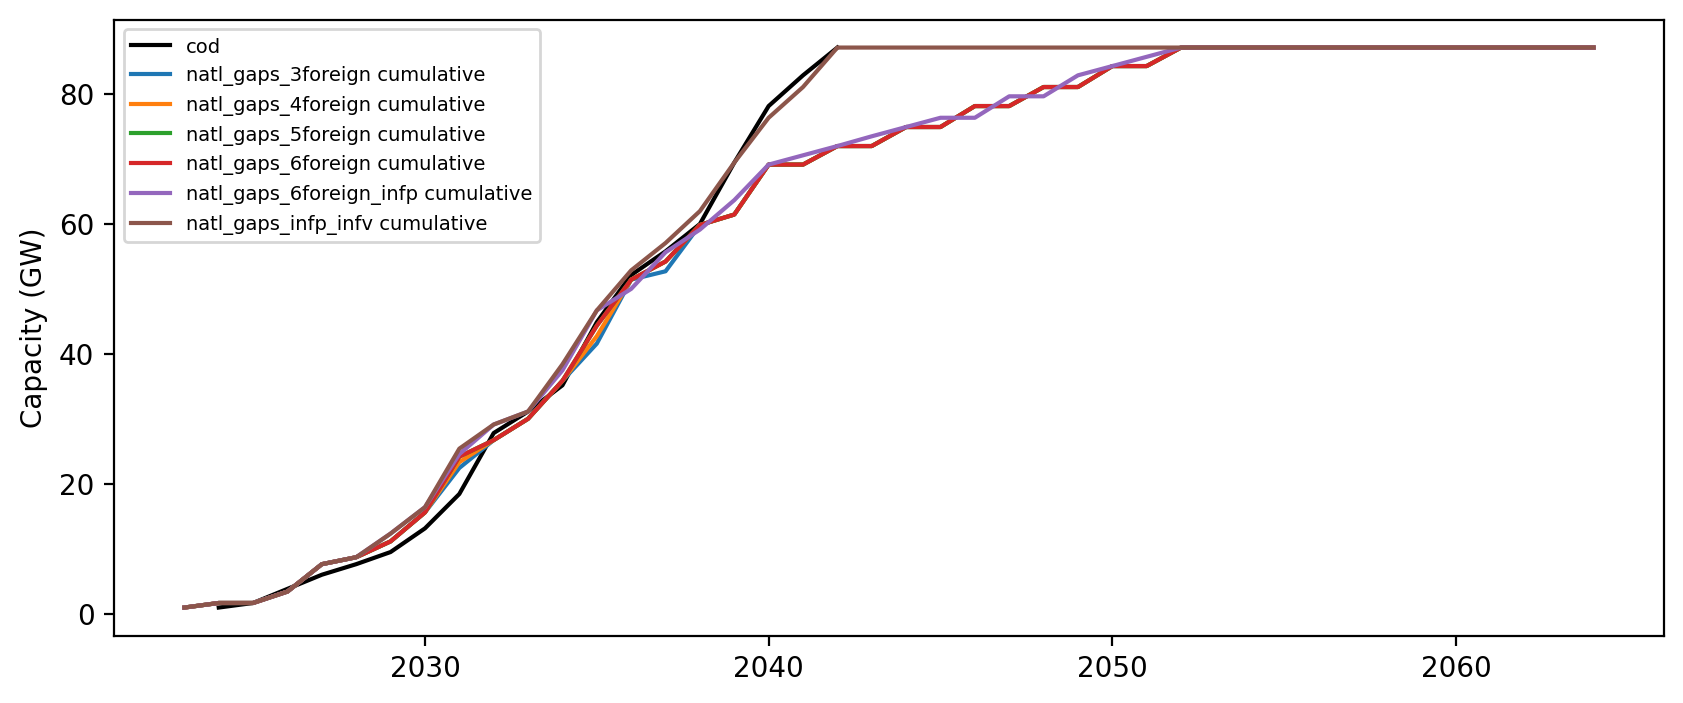 cod
natl_gaps_3foreign cumulative
natl_gaps_4foreign cumulative
natl_gaps_5foreign cumulative
natl_gaps_6foreign cumulative
natl_gaps_6foreign_infp cumulative
natl_gaps_infp_infv cumulative
Capacity (GW)
80
60
40
20
0
2030 2040 2050 2060